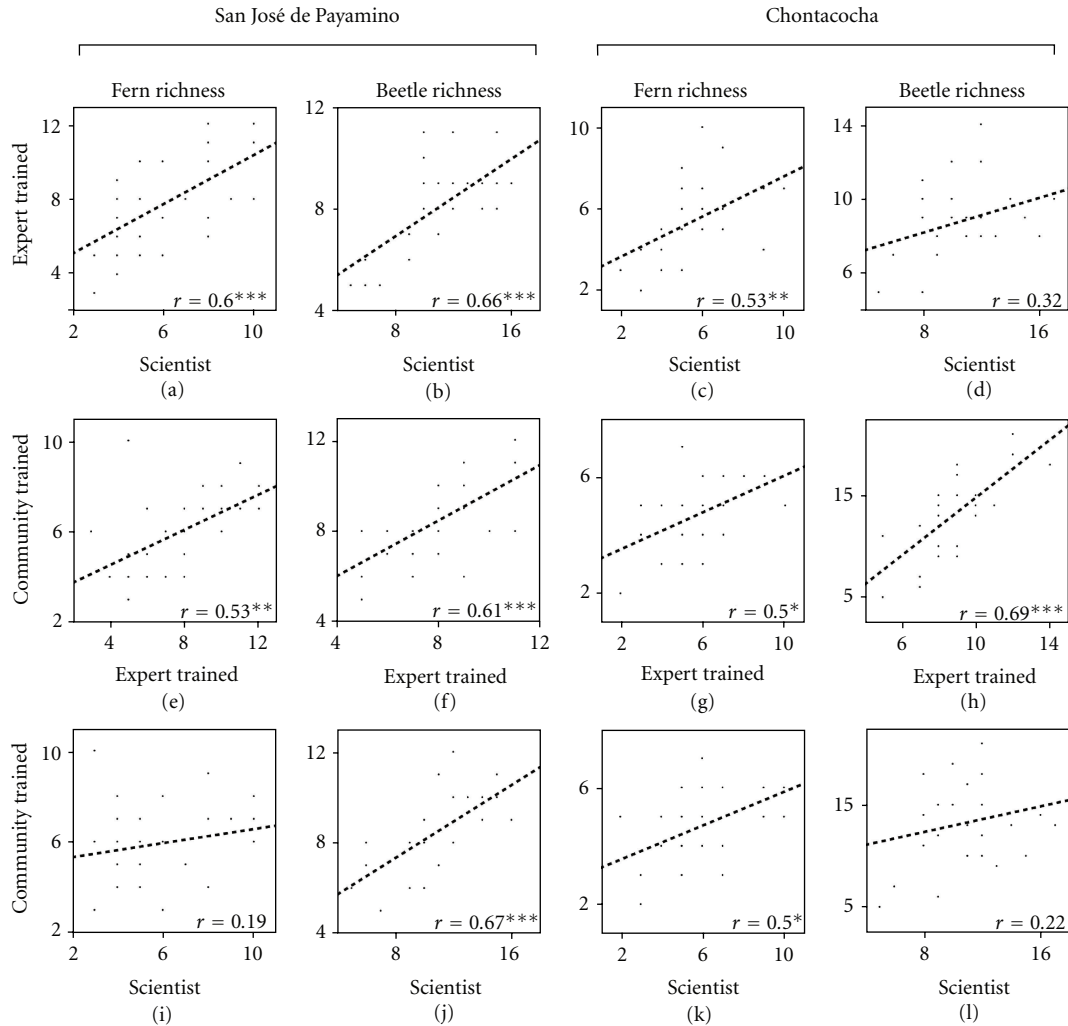 San José de Payamino
Chontacocha
Fern richness
Beetle richness
Fern richness
Beetle richness
Expert trained
12
8
4
2
6
10
r = 0.6***
Scientist
(a)
12
8
4
8
16
r = 0.66***
Scientist
(b)
10
6
2
2
6
10
r = 0.53**
Scientist
(c)
14
10
6
8
16
r = 0.32
Scientist
(d)
Community trained
10
6
2
4
8
12
r = 0.53**
Expert trained
(e)
12
8
4
4
8
12
r = 0.61***
Expert trained
(f)
6
2
2
6
10
r = 0.5*
Expert trained
(g)
15
5
6
10
14
r = 0.69***
Expert trained
(h)
Community trained
10
6
2
2
6
10
r = 0.19
Scientist
(i)
12
8
4
8
16
r = 0.67***
Scientist
(j)
6
2
2
6
10
r = 0.5*
Scientist
(k)
15
5
8
16
r = 0.22
Scientist
(l)